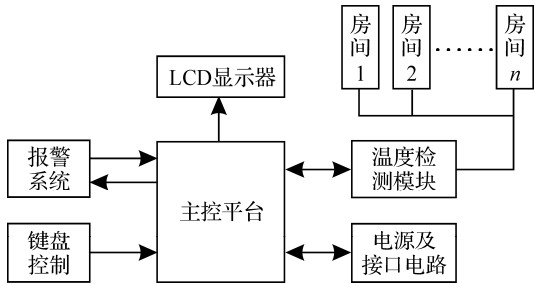 房间1
房间2
……
房间n
LCD显示器
报警
系统
主控平台
温度检
测模块
键盘
控制
电源及
接口电路